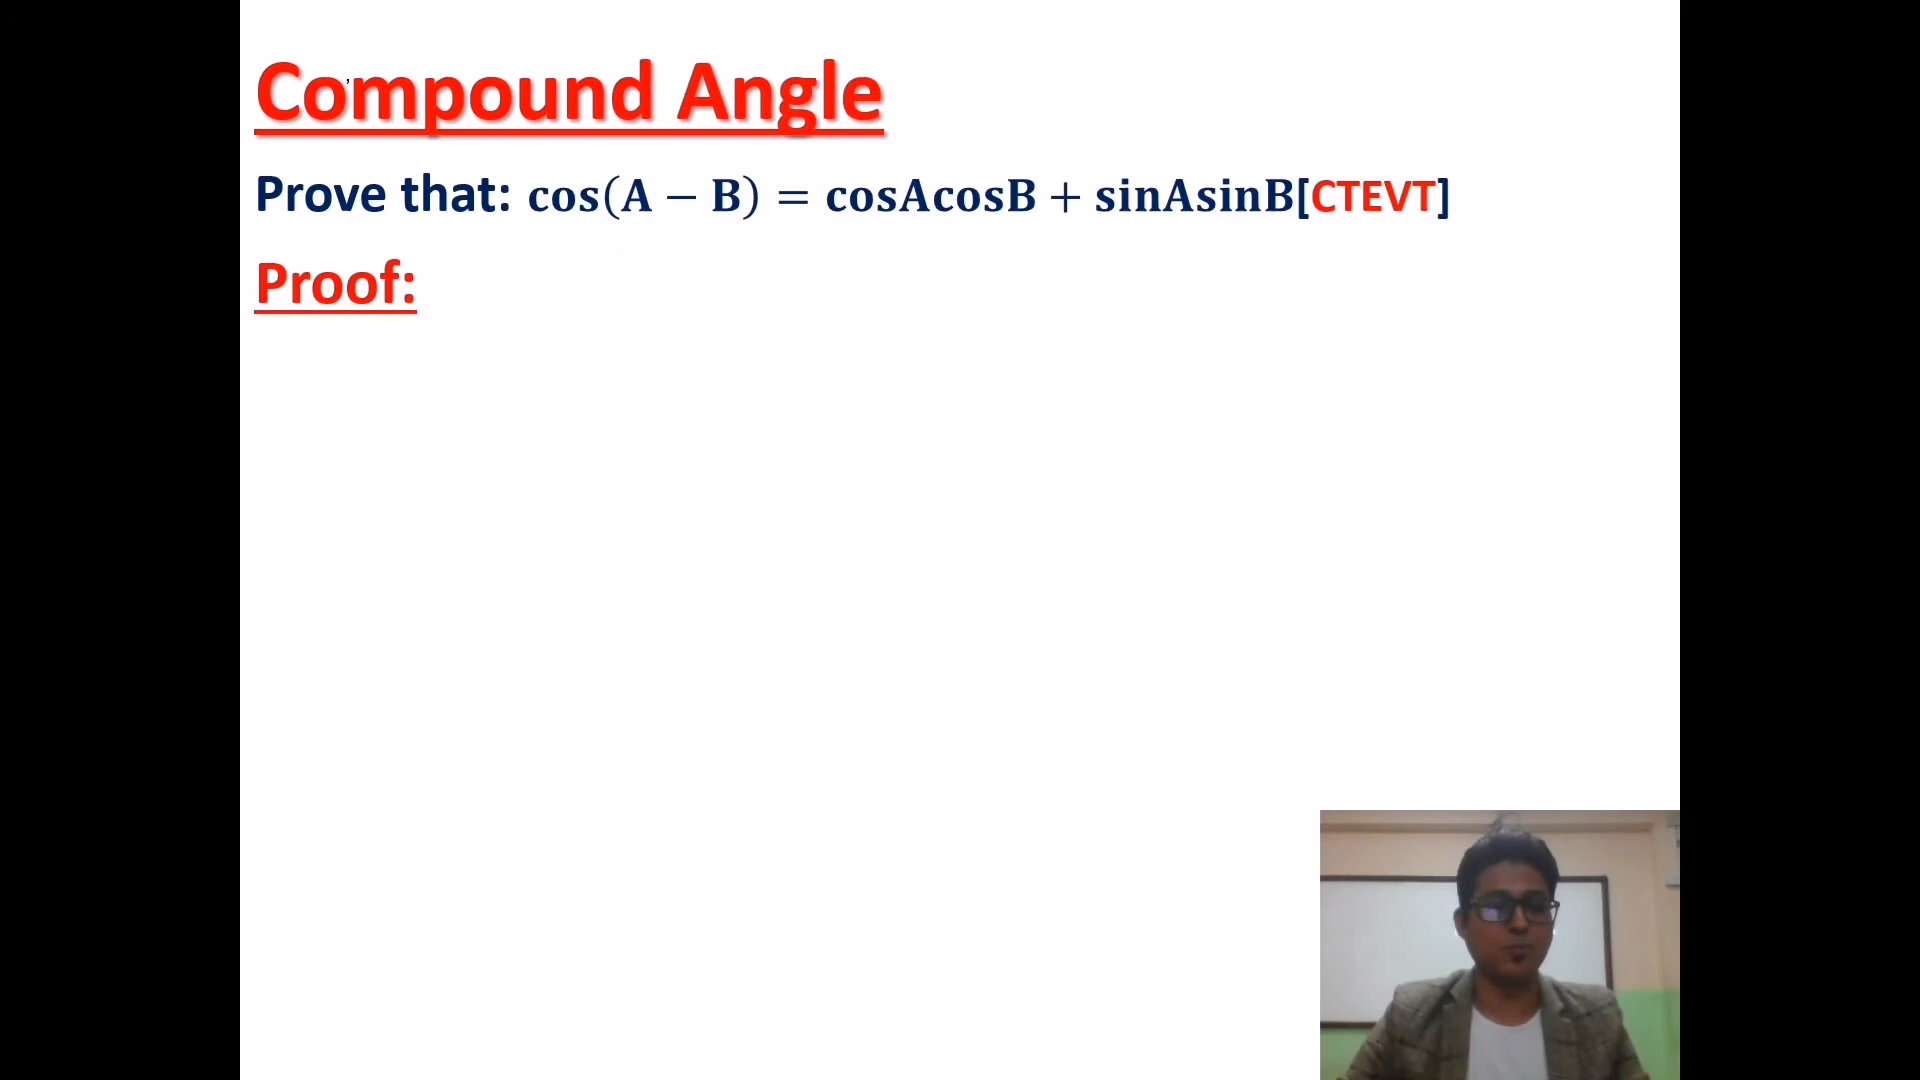 Compound Angle
Prove that: cos(A − B) = cosAcosB + sinAsinB[CTEVT]
Proof: